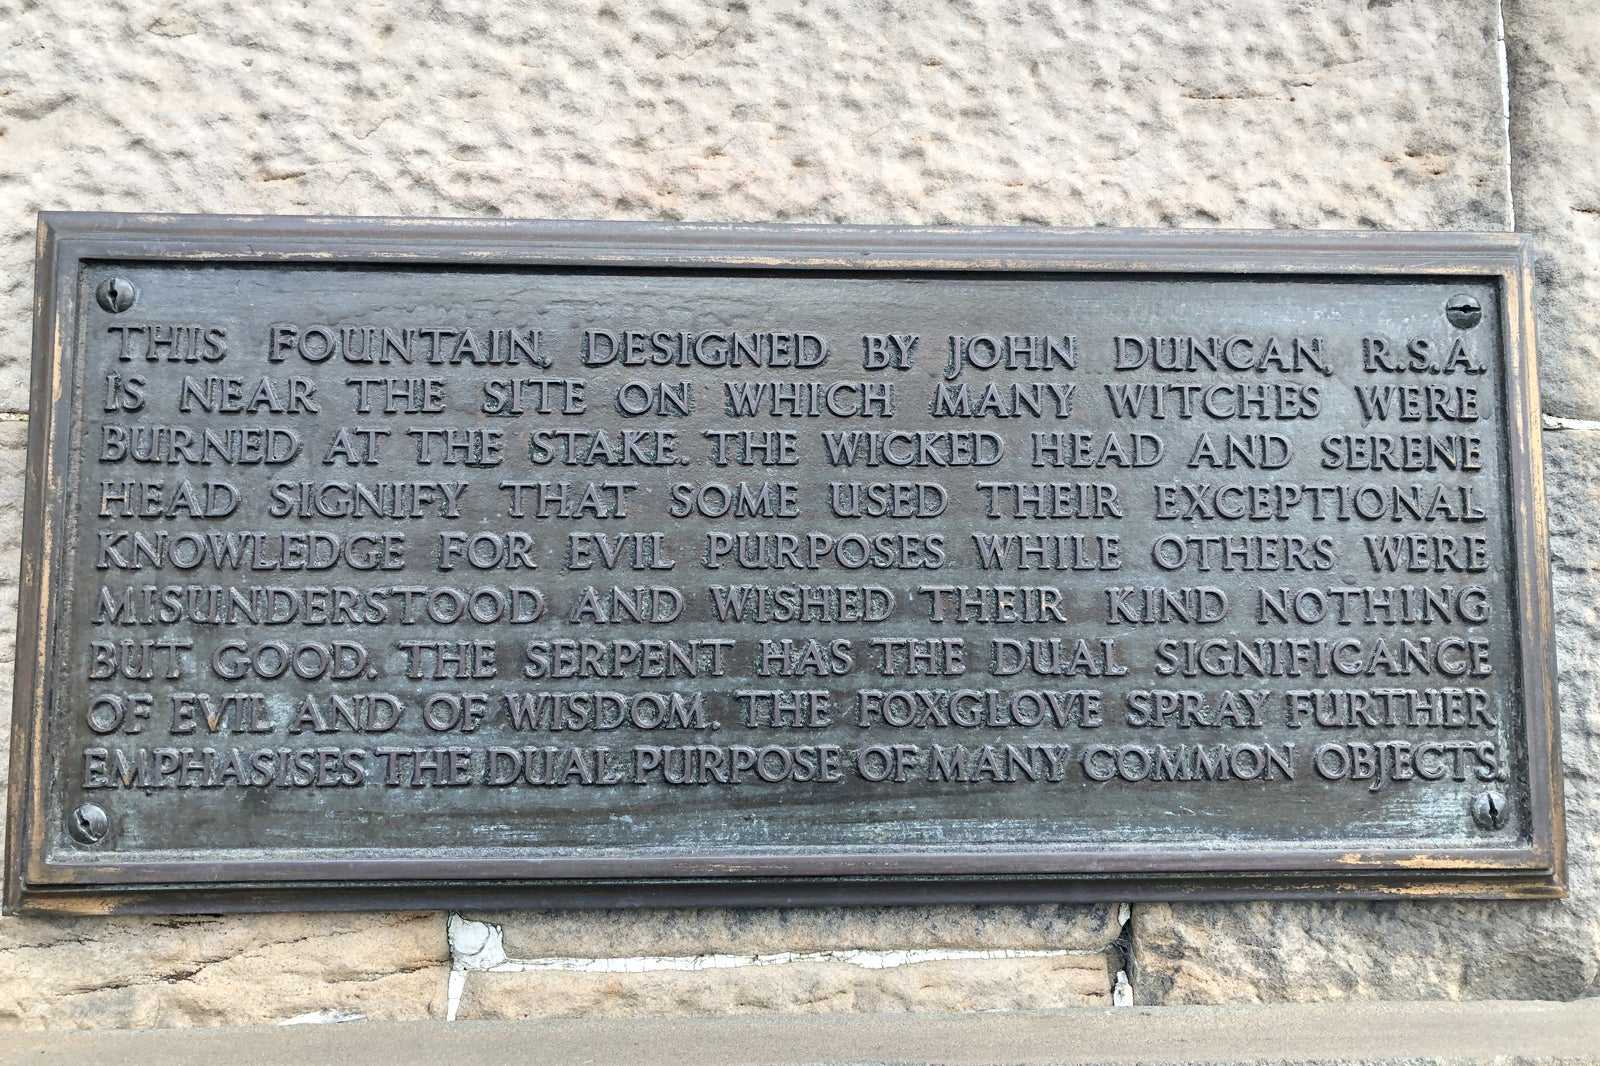 THIS FOUNTAIN, DESIGNED BY JOHN DUNCAN, R.S.A.
IS NEAR THE SITE ON WHICH MANY WITCHES WERE
BURNED AT THE STAKE. THE WICKED HEAD AND SERENE
HEAD SIGNIFY THAT SOME USED THEIR EXCEPTIONAL
KNOWLEDGE FOR EVIL PURPOSES WHILE OTHERS WERE
MISUNDERSTOOD AND WISHED THEIR KIND NOTHING
BUT GOOD. THE SERPENT HAS THE DUAL SIGNIFICANCE
OF EVIL AND OF WISDOM. THE FOXGLOVE SPRAY FURTHER
EMPHASISES THE DUAL PURPOSE OF MANY COMMON OBJECTS.